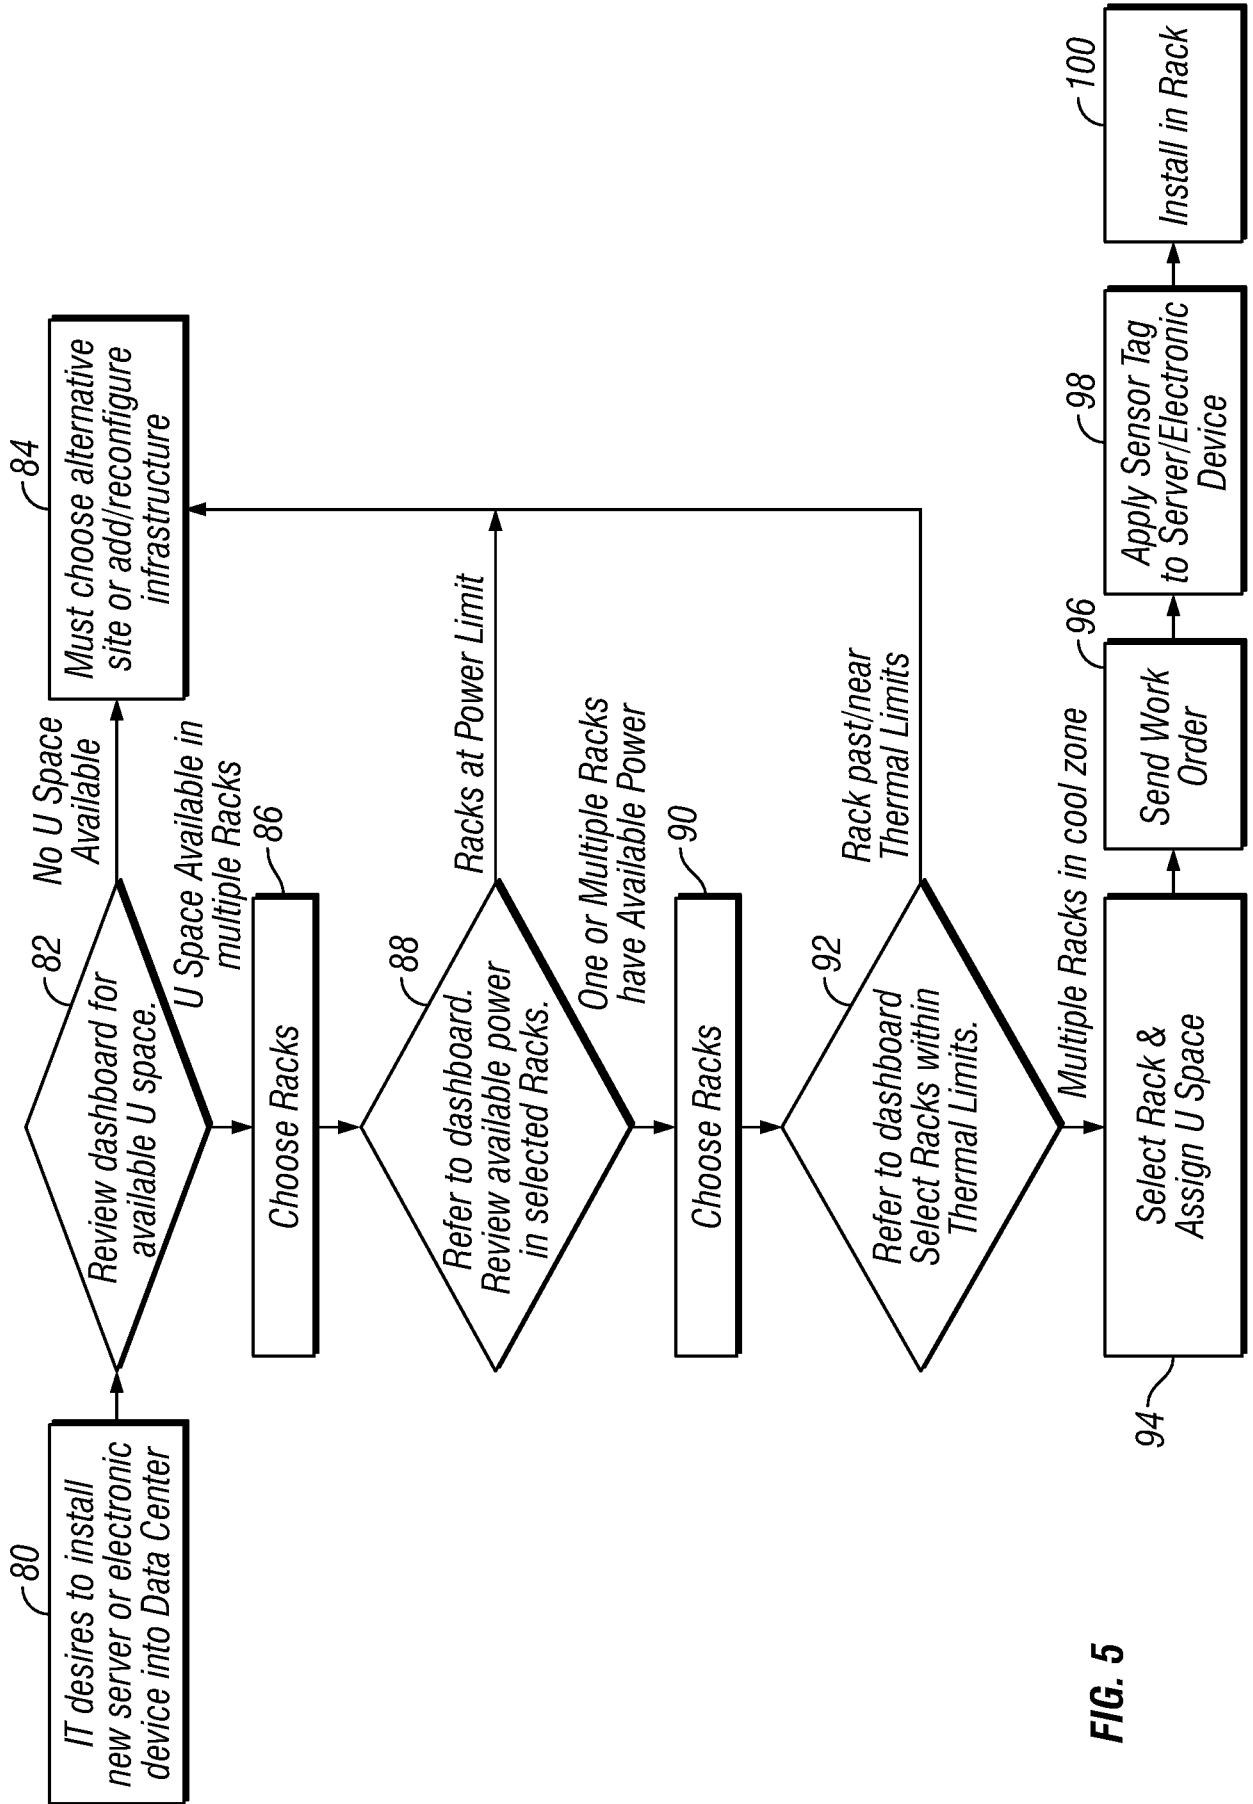 80
IT desires to install
new server or electronic
device into Data Center
82
Review dashboard for
available U space.
No U Space
Available
84
Must choose alternative
site or add/reconfigure
infrastructure
U Space Available in
multiple Racks
86
Choose Racks
88
Refer to dashboard.
Review available power
in selected Racks.
Racks at Power Limit
One or Multiple Racks
have Available Power
90
Choose Racks
92
Refer to dashboard
Select Racks within
Thermal Limits.
Rack past/near
Thermal Limits
Multiple Racks in cool zone
94
Select Rack &
Assign U Space
96
Send Work
Order
98
Apply Sensor Tag
to Server/Electronic
Device
100
Install in Rack
FIG. 5